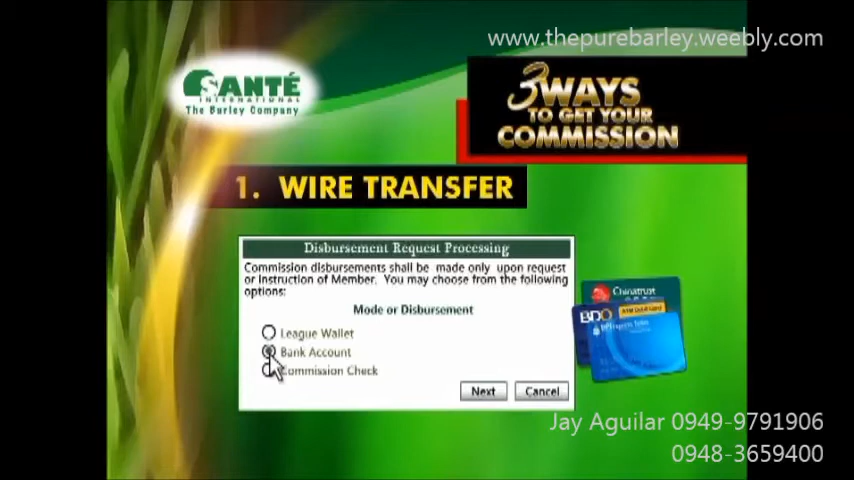 www.thepurebarley.weebly.com
SANTÉ
INTERNATIONAL
The Barley Company
3 WAYS
TO GET YOUR
COMMISSION
1. WIRE TRANSFER
Disbursement Request Processing
Commission disbursements shall be made only upon request
or Instruction of Member. You may choose from the following
options:
Mode or Disbursement
League Wallet
Bank Account
Commission Check
Next Cancel
Chinatrust
BDO
Jay Aguilar 0949-9791906
0948-3659400